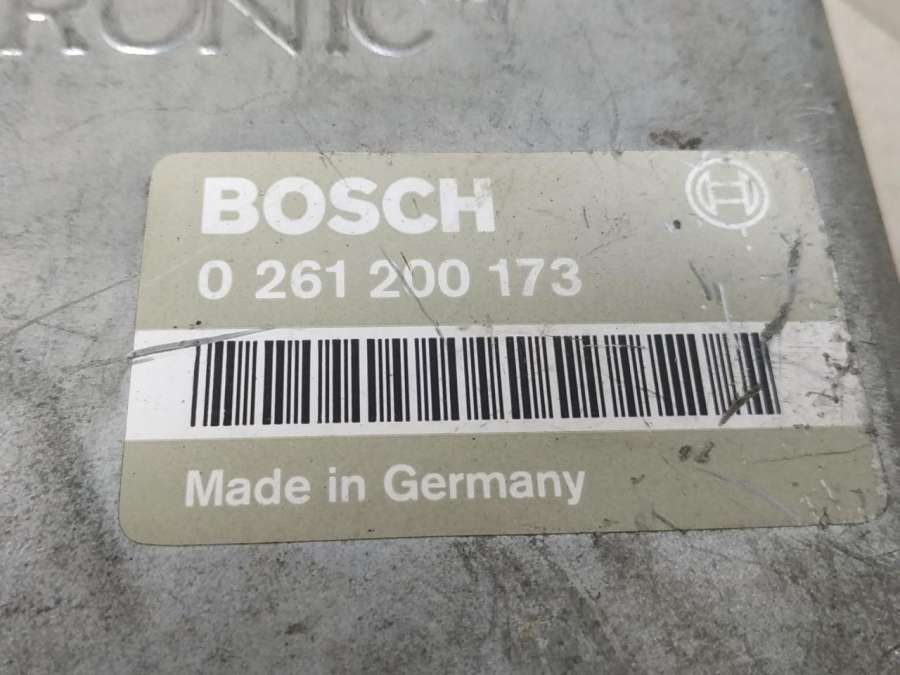 RONIC
BOSCH
0 261 200 173
Made in Germany